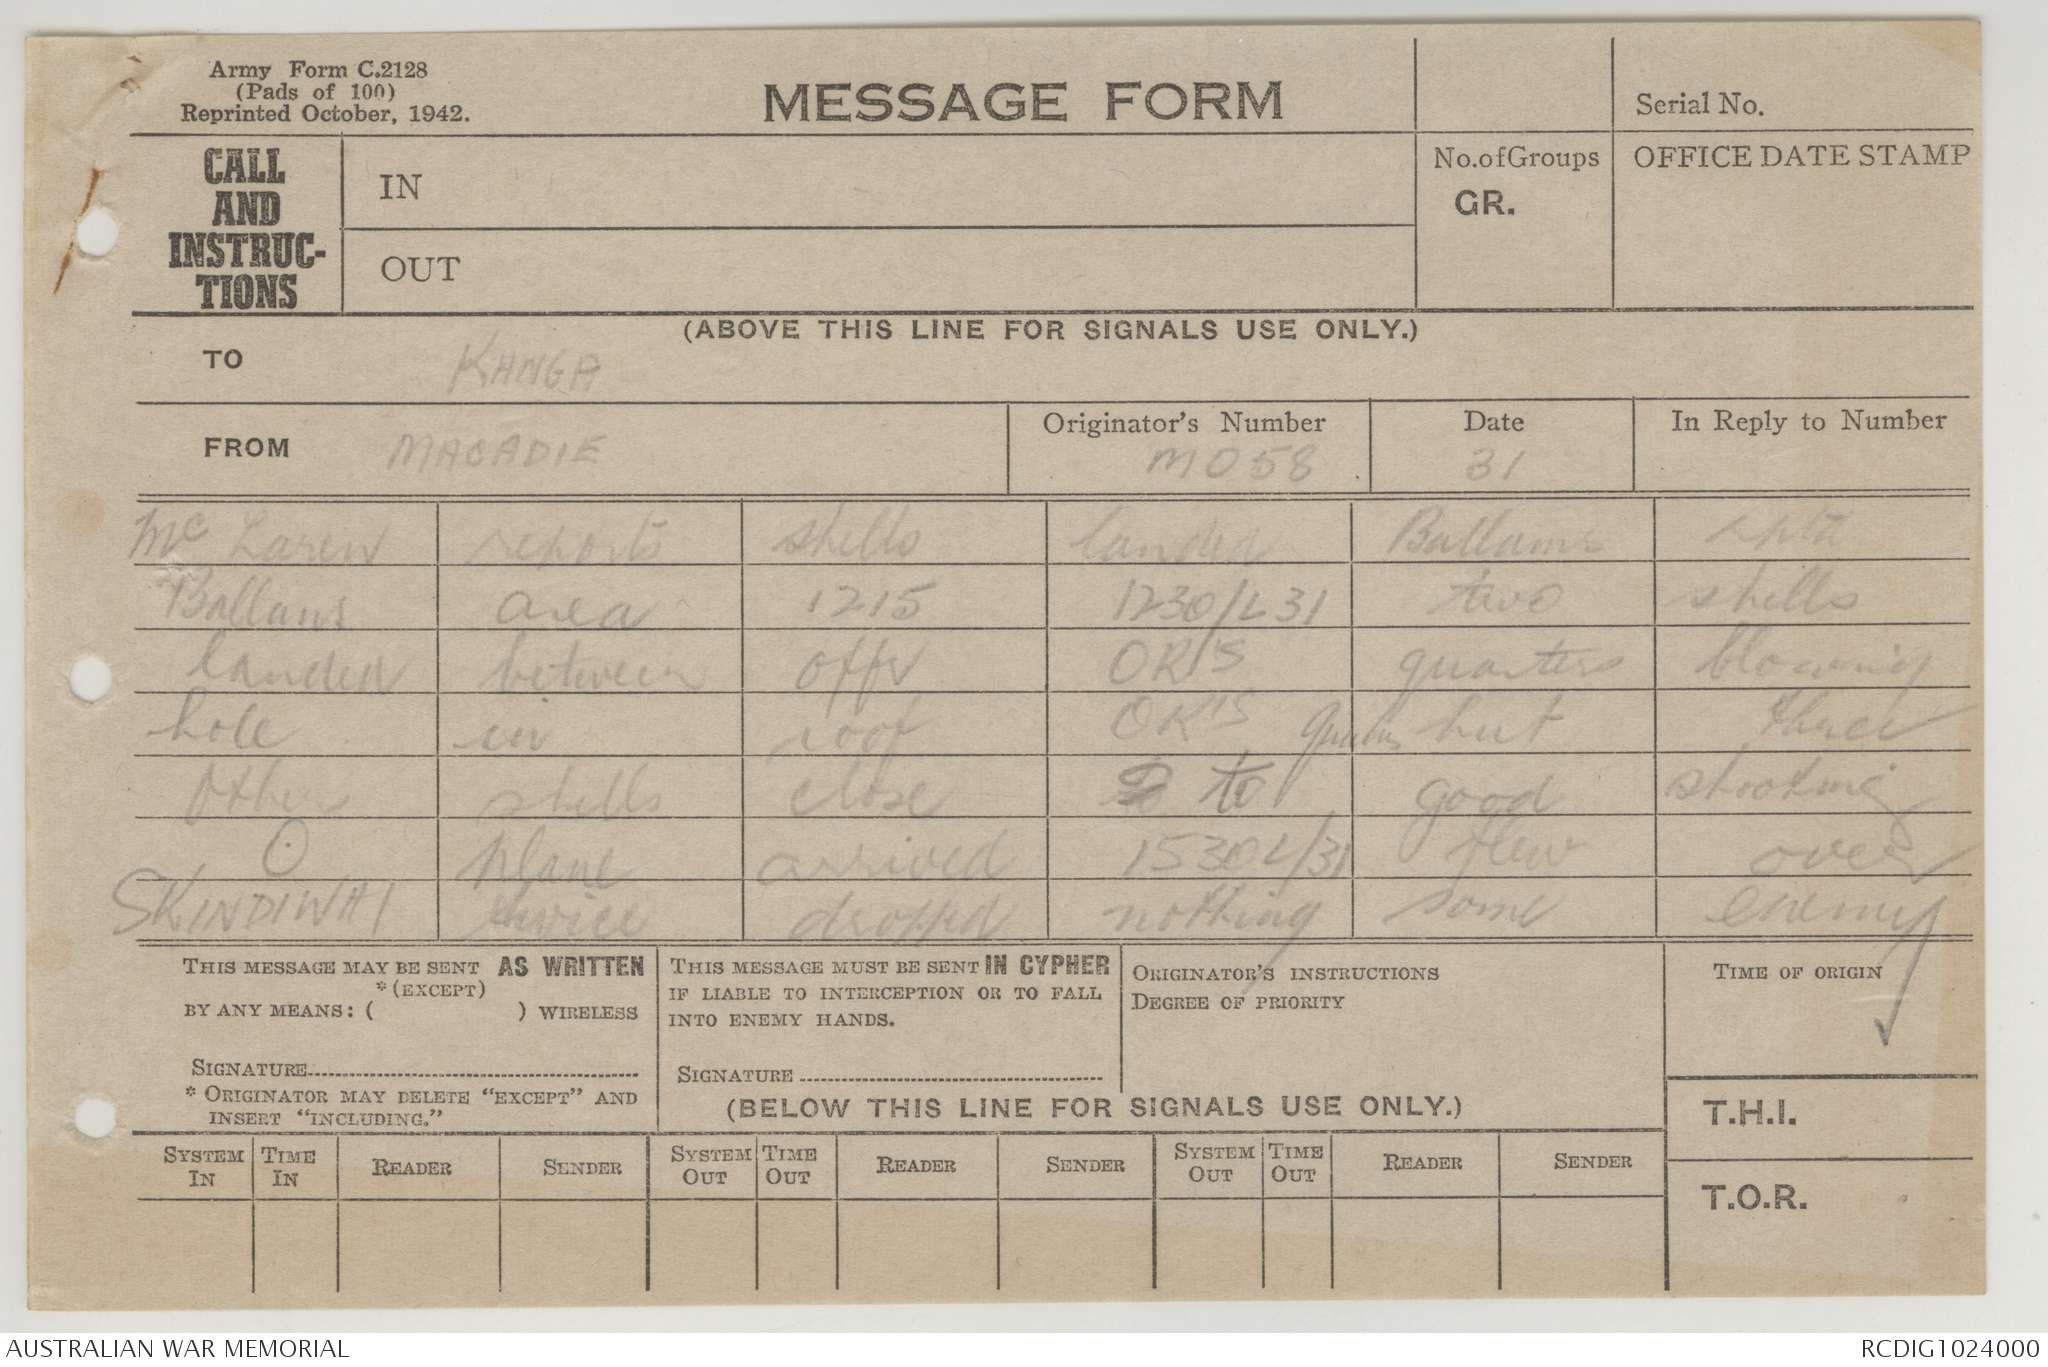 Army Form C.2128
(Pads of 100)
Reprinted October, 1942.
MESSAGE FORM
Serial No.
CALL AND INSTRUC-TIONS
IN
OUT
No. of Groups
GR.
OFFICE DATE STAMP
(ABOVE THIS LINE FOR SIGNALS USE ONLY.)
TO KANGA
FROM MACADIE
Originator's Number M058
Date 31
In Reply to Number
Mc Laren reports shells landed Ballams
Ballams area 1215 1230/L 31 two shells
landed between offr OR'S quarters blowing
hole in roof OR'S quarters hut three
other shells close to good shooting
O plane arrived 1530L/31 flew over
SKINDIWAI twice dropped nothing some enemy
THIS MESSAGE MAY BE SENT AS WRITTEN
*(EXCEPT)
BY ANY MEANS: ( ) WIRELESS
SIGNATURE
* ORIGINATOR MAY DELETE "EXCEPT" AND
INSERT "INCLUDING."
THIS MESSAGE MUST BE SENT IN CYPHER
IF LIABLE TO INTERCEPTION OR TO FALL
INTO ENEMY HANDS.
SIGNATURE
ORIGINATOR'S INSTRUCTIONS
DEGREE OF PRIORITY
TIME OF ORIGIN
(BELOW THIS LINE FOR SIGNALS USE ONLY.)
T.H.I.
T.O.R.
SYSTEM IN TIME IN READER SENDER SYSTEM OUT TIME OUT READER SENDER SYSTEM OUT TIME OUT READER SENDER
AUSTRALIAN WAR MEMORIAL
RCDIG1024000